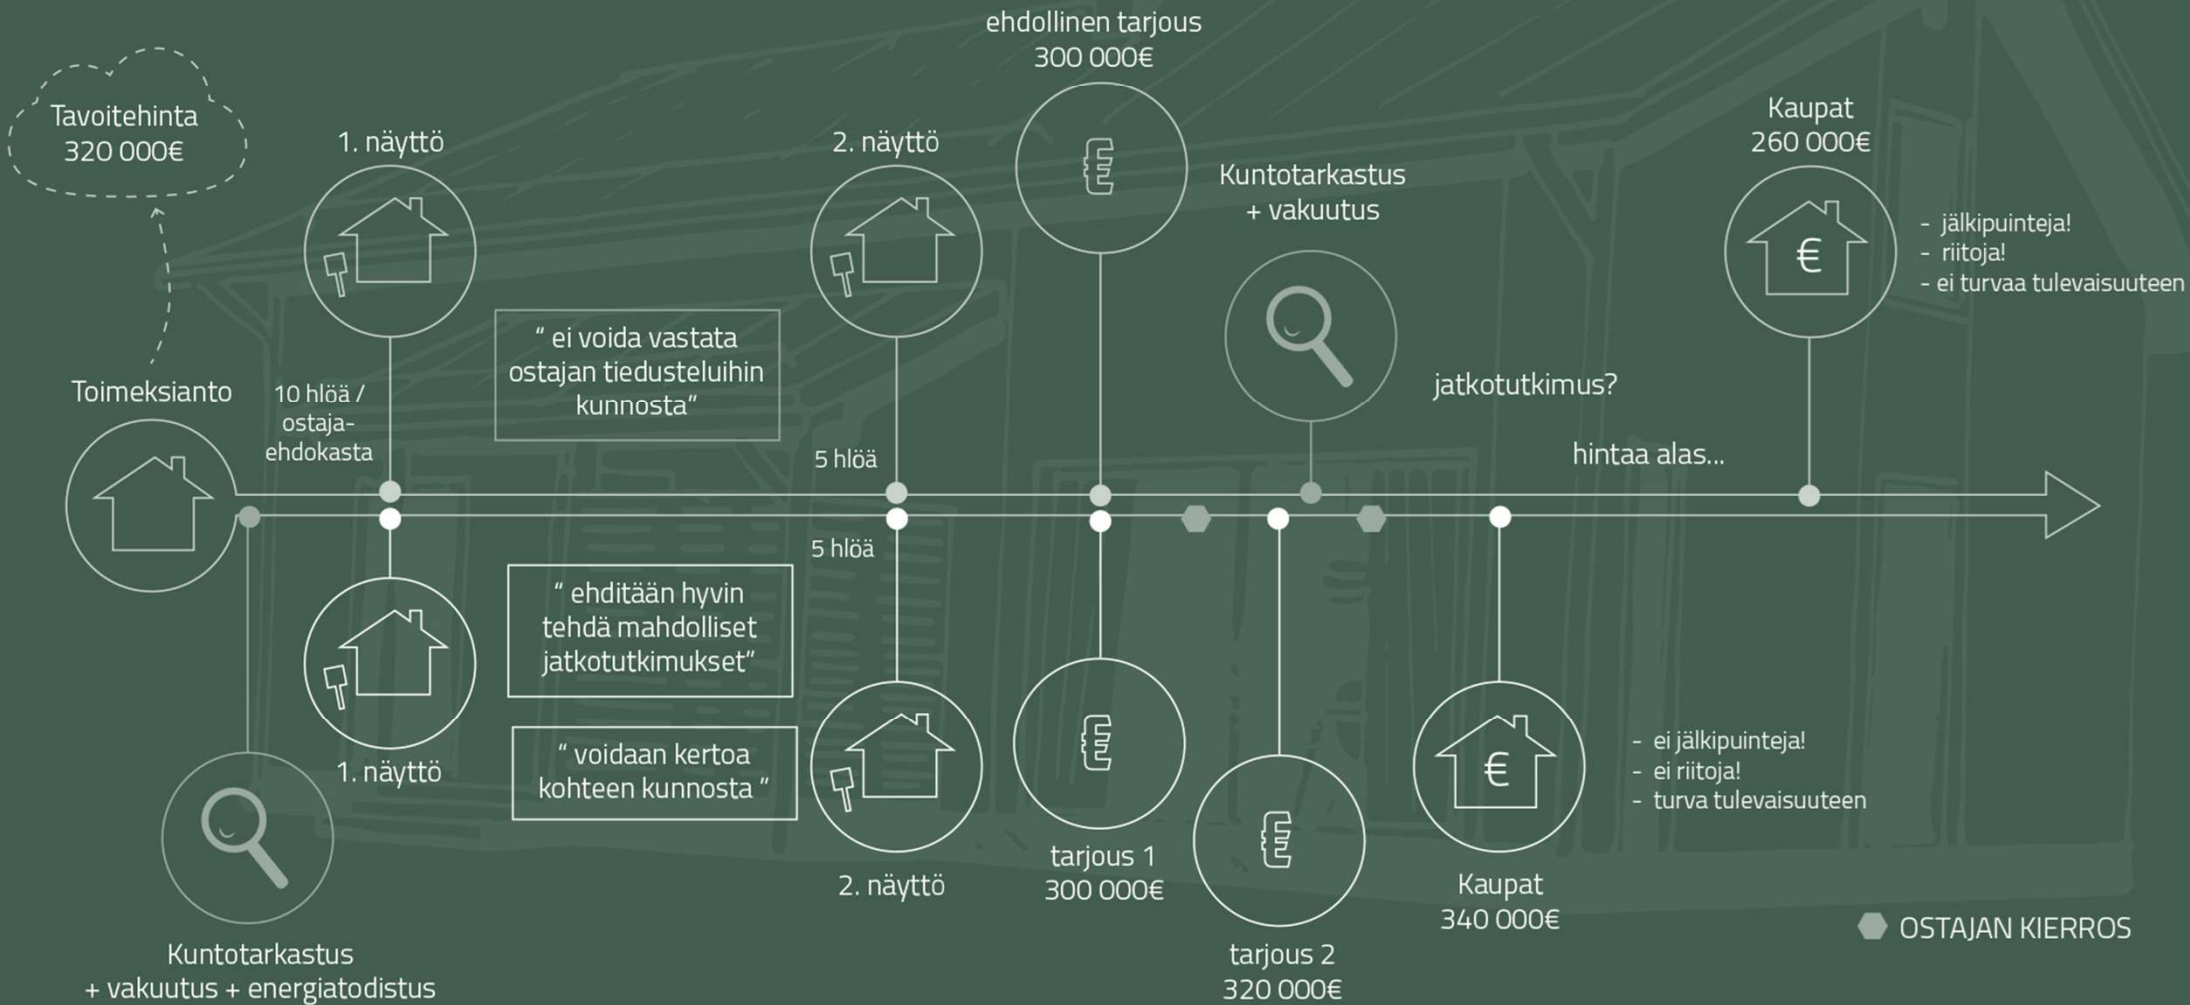 ehdollinen tarjous
300 000€
Tavoitehinta
320 000€
1. näyttö
2. näyttö
Kuntotarkastus
+ vakuutus
Kaupat
260 000€
- jälkipuinteja!
- riitoja!
- ei turvaa tulevaisuuteen
Toimeksianto
10 hlöä /
ostaja-
ehdokasta
" ei voida vastata
ostajan tiedusteluihin
kunnosta"
5 hlöä
jatkotutkimus?
hintaa alas...
5 hlöä
" ehditään hyvin
tehdä mahdolliset
jatkotutkimukset"
" voidaan kertoa
kohteen kunnosta "
1. näyttö
2. näyttö
tarjous 1
300 000€
tarjous 2
320 000€
Kaupat
340 000€
- ei jälkipuinteja!
- ei riitoja!
- turva tulevaisuuteen
Kuntotarkastus
+ vakuutus + energiatodistus
OSTAJAN KIERROS